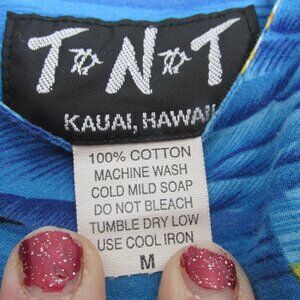 T N T
KAUAI, HAWAII
100% COTTON
MACHINE WASH
COLD MILD SOAP
DO NOT BLEACH
TUMBLE DRY LOW
USE COOL IRON
M